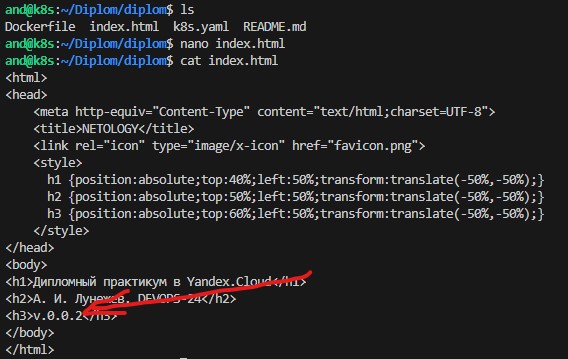 and@k8s:~/Diplom/diplom$ ls
Dockerfile index.html k8s.yaml README.md
and@k8s:~/Diplom/diplom$ nano index.html
and@k8s:~/Diplom/diplom$ cat index.html
<html>
<head>
    <meta http-equiv="Content-Type" content="text/html;charset=UTF-8">
    <title>NETOLOGY</title>
    <link rel="icon" type="image/x-icon" href="favicon.png">
    <style>
      h1 {position:absolute;top:40%;left:50%;transform:translate(-50%,-50%);}
      h2 {position:absolute;top:50%;left:50%;transform:translate(-50%,-50%);}
      h3 {position:absolute;top:60%;left:50%;transform:translate(-50%,-50%);}
    </style>
</head>
<body>
<h1>Дипломный практикум в Yandex.Cloud</h1>
<h2>А. И. Лунежев. DEVOPS-24</h2>
<h3>v.0.0.2</h3>
</body>
</html>